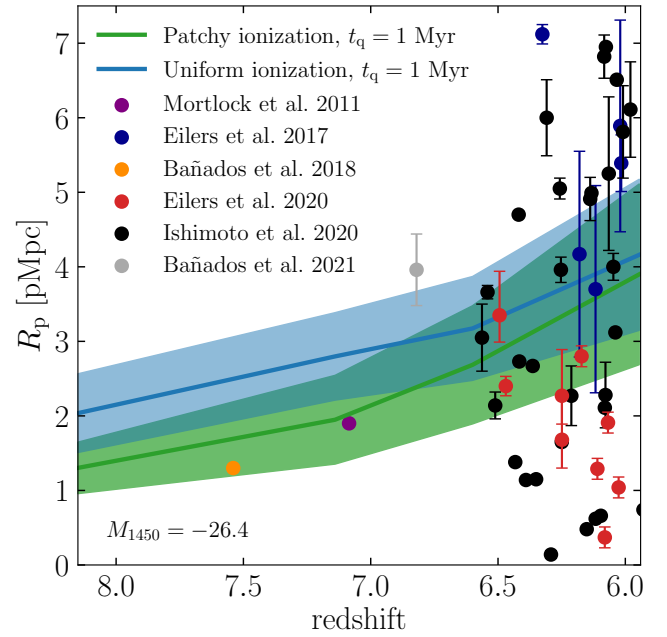 Patchy ionization, t_q = 1 Myr
Uniform ionization, t_q = 1 Myr
Mortlock et al. 2011
Eilers et al. 2017
Bañados et al. 2018
Eilers et al. 2020
Ishimoto et al. 2020
Bañados et al. 2021
R_p [pMpc]
7
6
5
4
3
2
1
0
M_1450 = −26.4
8.0 7.5 7.0 6.5 6.0
redshift